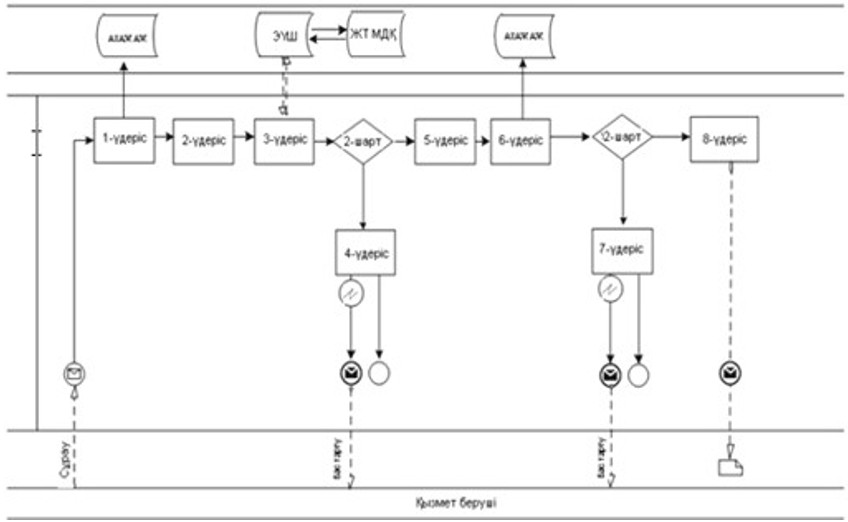 ЭҮШ
ЖТ МДҚ
1-үдеріс
2-үдеріс
3-үдеріс
2-шарт
5-үдеріс
6-үдеріс
2-шарт
8-үдеріс
4-үдеріс
7-үдеріс
Сұрау
Қызмет беруші